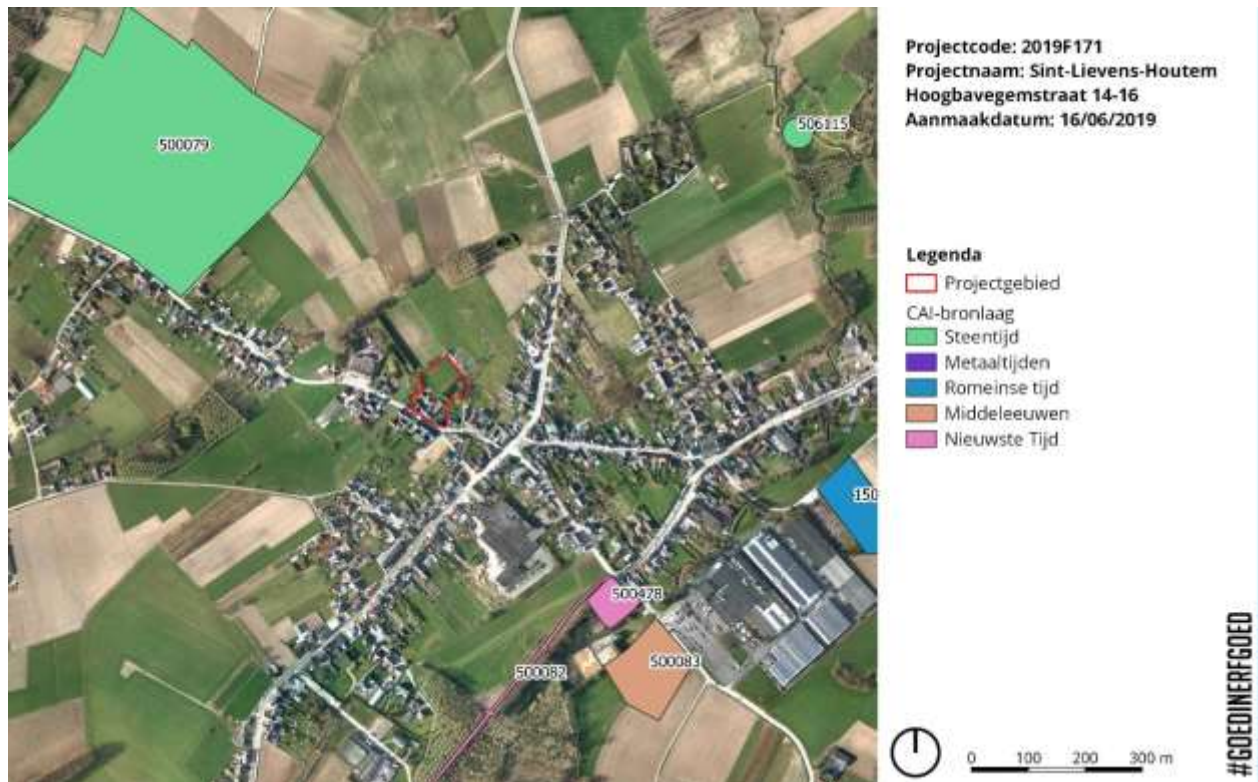 Projectcode: 2019F171
Projectnaam: Sint-Lievens-Houtem
Hoogbavegemstraat 14-16
Aanmaakdatum: 16/06/2019
500079
506115
150
500428
500083
500082
Legenda
Projectgebied
CAI-bronlaag
Steentijd
Metaaltijden
Romeinse tijd
Middeleeuwen
Nieuwste Tijd
0 100 200 300 m
#GOEDINERFGOED